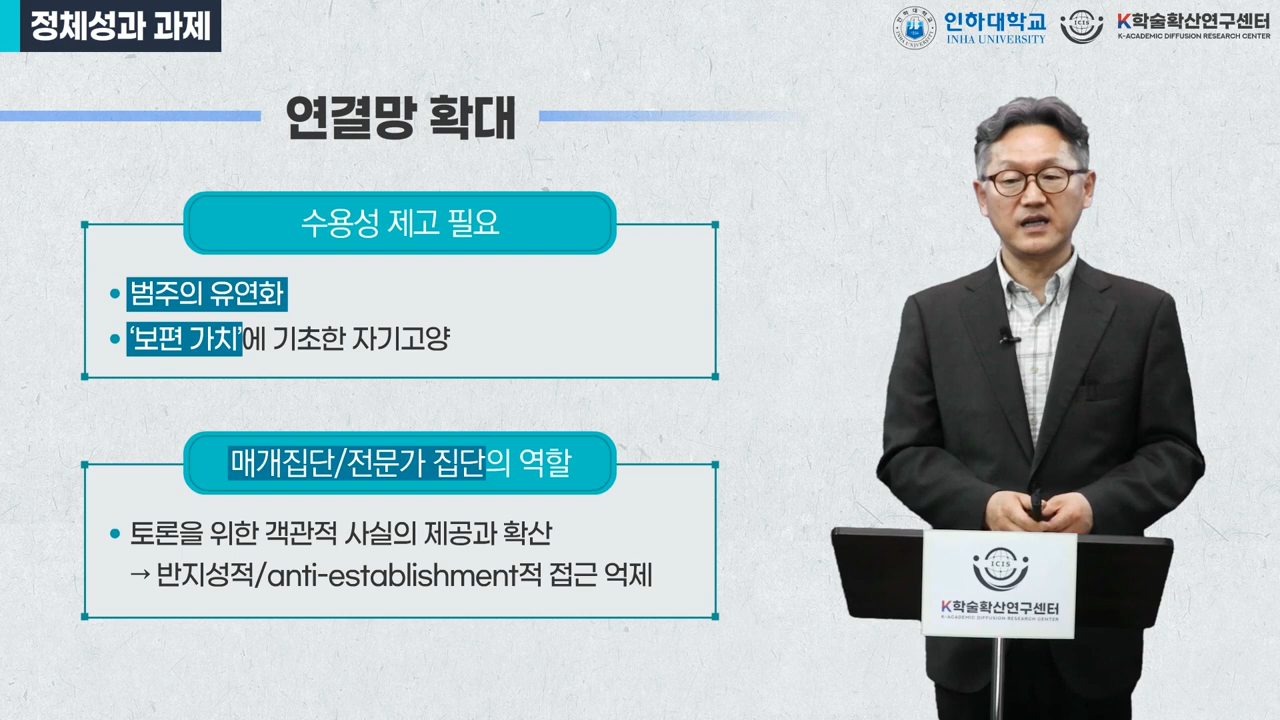 정체성과 과제
인하대학교
INHA UNIVERSITY
ICIS
K학술확산연구센터
K-ACADEMIC DIFFUSION RESEARCH CENTER
연결망 확대
수용성 제고 필요
• 범주의 유연화
• ‘보편 가치’에 기초한 자기고양
매개집단/전문가 집단의 역할
• 토론을 위한 객관적 사실의 제공과 확산
→ 반지성적/anti-establishment적 접근 억제
ICIS
K학술확산연구센터
K-ACADEMIC DIFFUSION RESEARCH CENTER